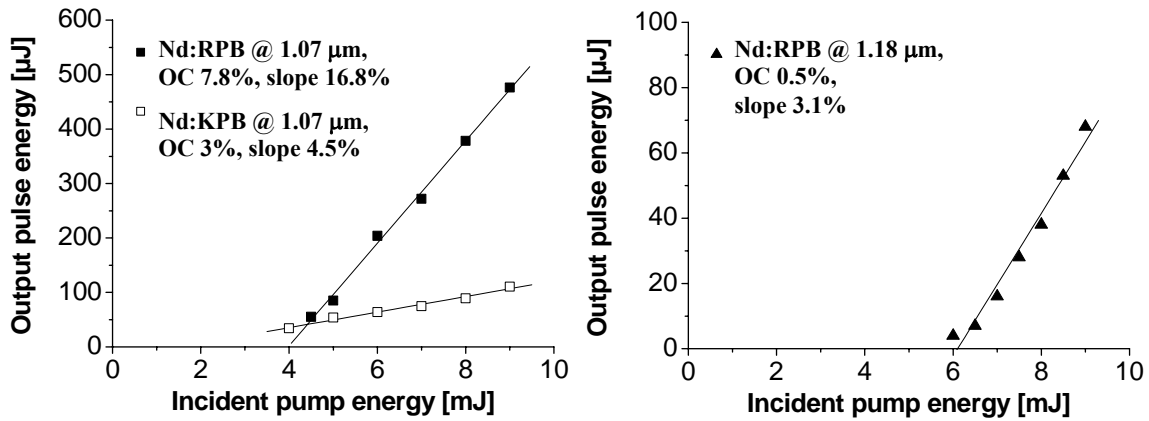 600
500
400
300
200
100
0
Output pulse energy [µJ]
Nd:RPB @ 1.07 µm,
OC 7.8%, slope 16.8%
Nd:KPB @ 1.07 µm,
OC 3%, slope 4.5%
0 2 4 6 8 10
Incident pump energy [mJ]
100
80
60
40
20
0
Output pulse energy [µJ]
Nd:RPB @ 1.18 µm,
OC 0.5%,
slope 3.1%
0 2 4 6 8 10
Incident pump energy [mJ]